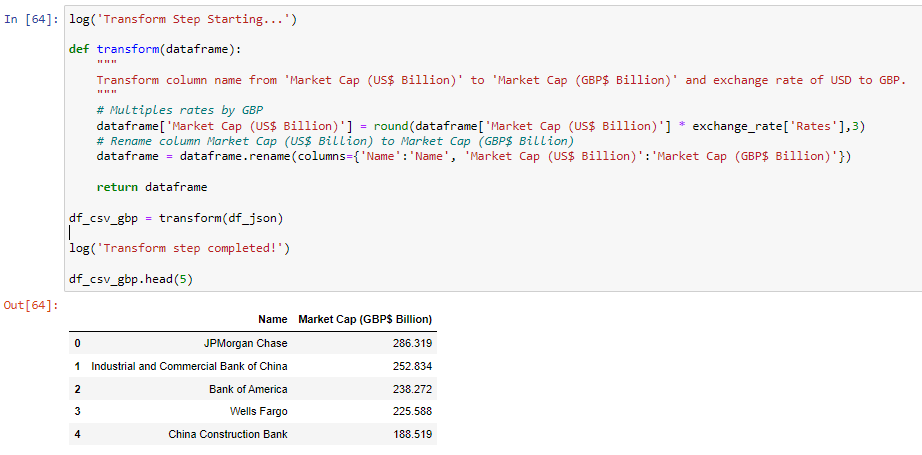 In [64]: log('Transform Step Starting...')
def transform(dataframe):
"""
Transform column name from 'Market Cap (US$ Billion)' to 'Market Cap (GBP$ Billion)' and exchange rate of USD to GBP.
"""
# Multiples rates by GBP
dataframe['Market Cap (US$ Billion)'] = round(dataframe['Market Cap (US$ Billion)'] * exchange_rate['Rates'],3)
# Rename column Market Cap (US$ Billion) to Market Cap (GBP$ Billion)
dataframe = dataframe.rename(columns={'Name':'Name', 'Market Cap (US$ Billion)':'Market Cap (GBP$ Billion)'})
return dataframe
df_csv_gbp = transform(df_json)
log('Transform step completed!')
df_csv_gbp.head(5)
Out[64]:
Name Market Cap (GBP$ Billion)
0 JPMorgan Chase 286.319
1 Industrial and Commercial Bank of China 252.834
2 Bank of America 238.272
3 Wells Fargo 225.588
4 China Construction Bank 188.519